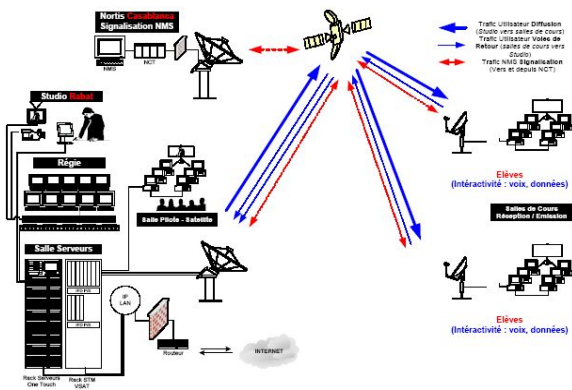 Nortis Casablanca
Signalisation NMS
NMS
NCT
Trafic Utilisateur Diffusion
(Studio vers salles de cours)
Trafic Utilisateur Voies de
Retour (salles de cours vers
Studio)
Trafic NMS Signalisation
(Vers et depuis NCT)
Studio Rabat
Régie
Salle Pilote - Satellite
Elèves
(Intéractivité : voix, données)
Salles de Cours
Réception / Emission
Salle Serveurs
IP
LAN
Routeur
INTERNET
Elèves
(Intéractivité : voix, données)
Rack Serveurs
One Touch
Rack STM
VSAT